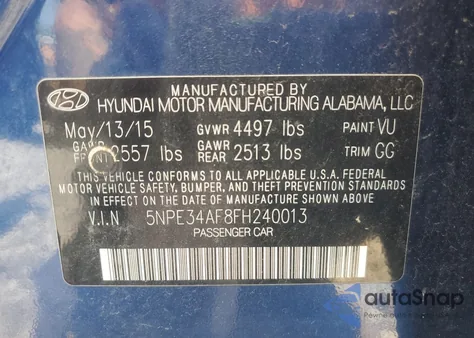 MANUFACTURED BY
HYUNDAI MOTOR MANUFACTURING ALABAMA, LLC
May/13/15 GVWR 4497 lbs PAINT VU
GAWR FRONT 2557 lbs GAWR REAR 2513 lbs TRIM GG
THIS VEHICLE CONFORMS TO ALL APPLICABLE U.S.A. FEDERAL
MOTOR VEHICLE SAFETY, BUMPER, AND THEFT PREVENTION STANDARDS
IN EFFECT ON THE DATE OF MANUFACTURE SHOWN ABOVE.
V.I.N 5NPE34AF8FH240013
PASSENGER CAR
autoSnap